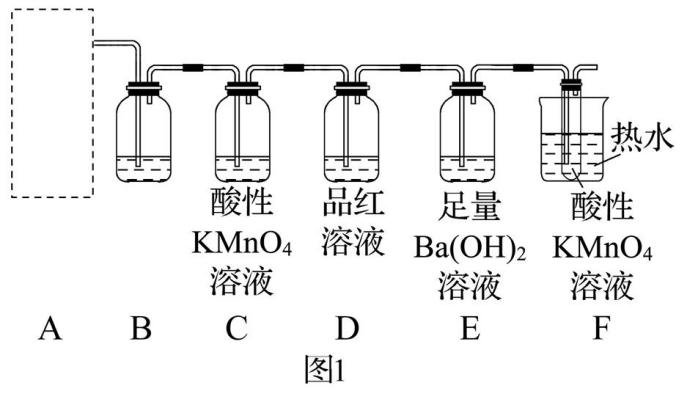 热水
酸性 品红 足量 酸性
KMnO₄ 溶液 Ba(OH)₂ KMnO₄
溶液 溶液 溶液
A B C D E F
图1